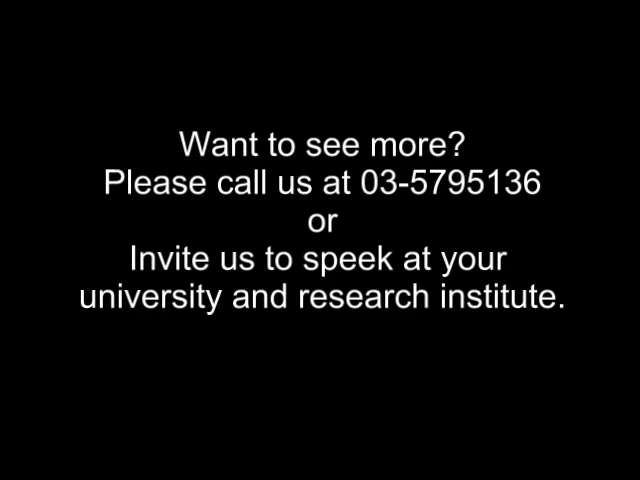 Want to see more?
Please call us at 03-5795136
or
Invite us to speek at your
university and research institute.